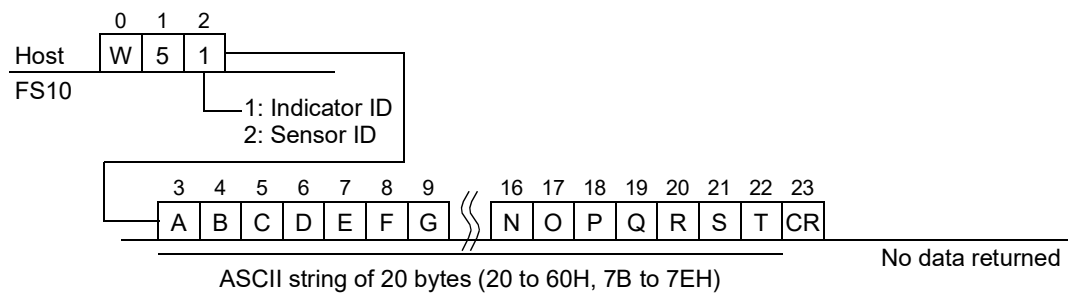 0 1 2
Host W 5 1
FS10
1: Indicator ID
2: Sensor ID
3 4 5 6 7 8 9 16 17 18 19 20 21 22 23
A B C D E F G N O P Q R S T CR
No data returned
ASCII string of 20 bytes (20 to 60H, 7B to 7EH)